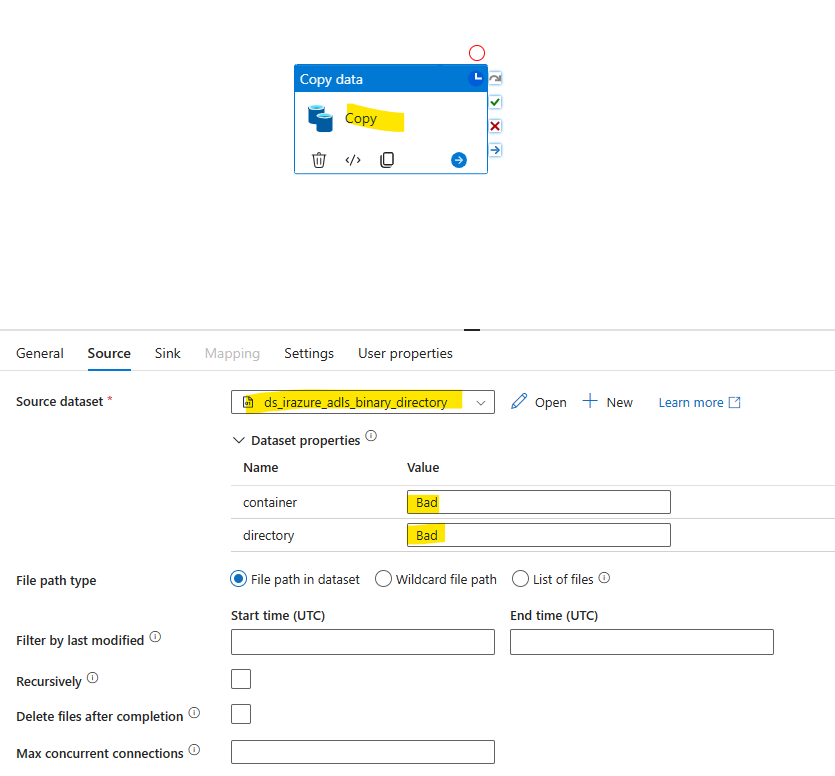 Copy data
Copy
General Source Sink Mapping Settings User properties
Source dataset * ds_irazure_adls_binary_directory Open New Learn more
Dataset properties
Name Value
container Bad
directory Bad
File path type File path in dataset Wildcard file path List of files
Start time (UTC) End time (UTC)
Filter by last modified
Recursively
Delete files after completion
Max concurrent connections